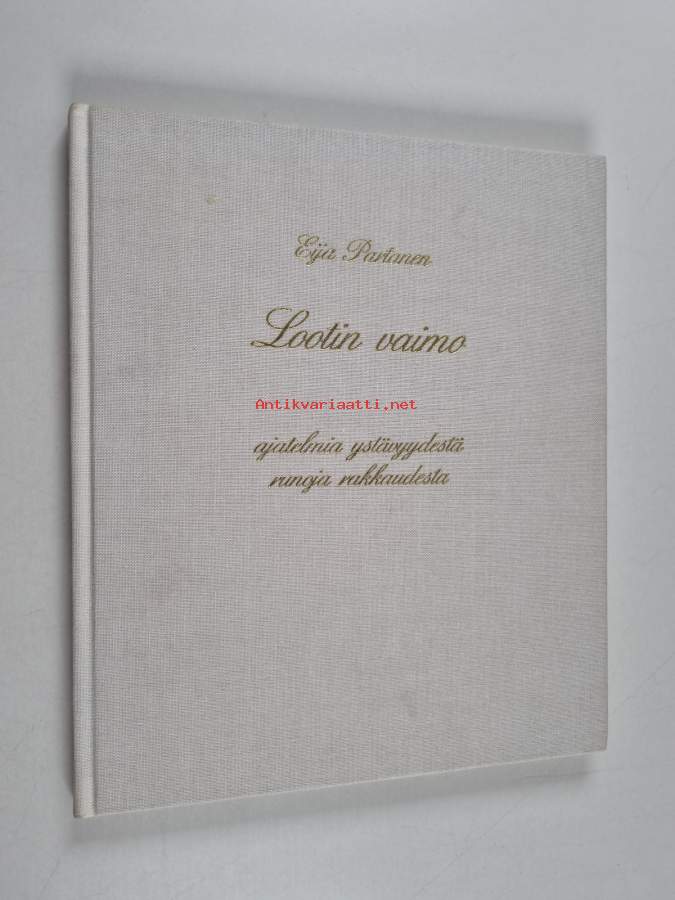 Eija Partanen
Lootin vaimo
Antikvariaatti.net
ajatelmia ystävyydestä
runoja rakkaudesta